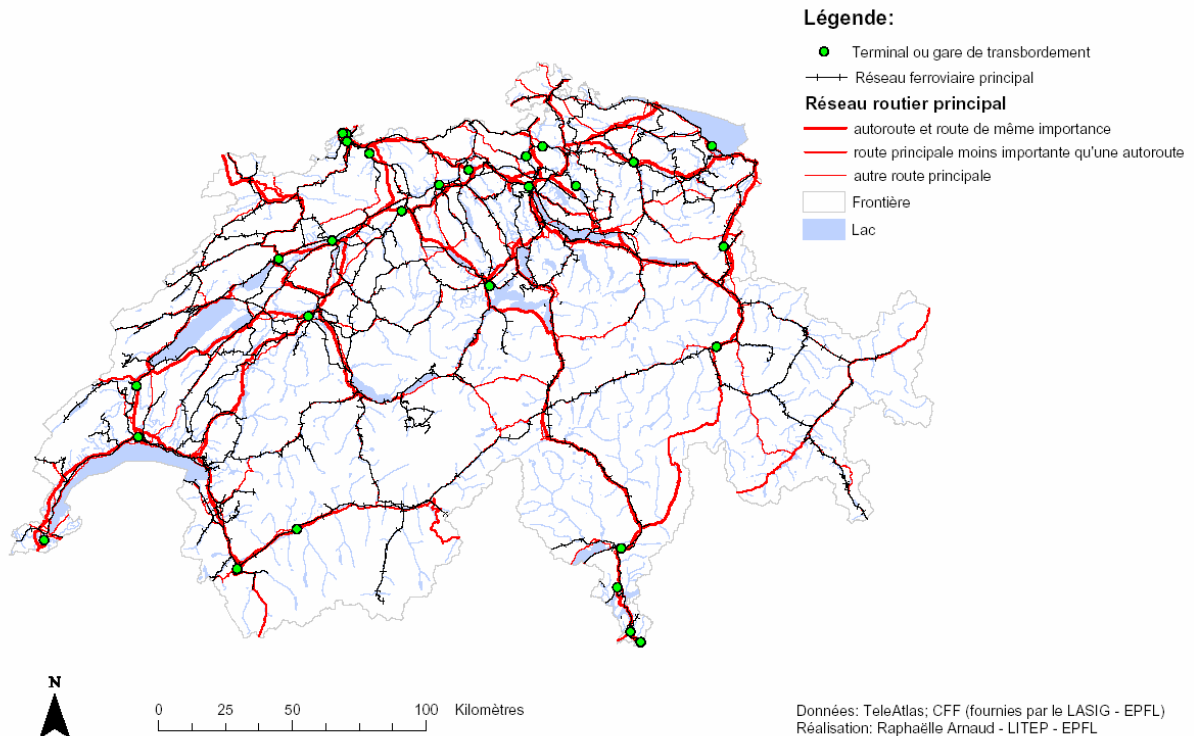 Légende:
Terminal ou gare de transbordement
Réseau ferroviaire principal
Réseau routier principal
autoroute et route de même importance
route principale moins importante qu'une autoroute
autre route principale
Frontière
Lac
N
0 25 50 100 Kilomètres
Données: TeleAtlas; CFF (fournies par le LASIG - EPFL)
Réalisation: Raphaëlle Arnaud - LITEP - EPFL